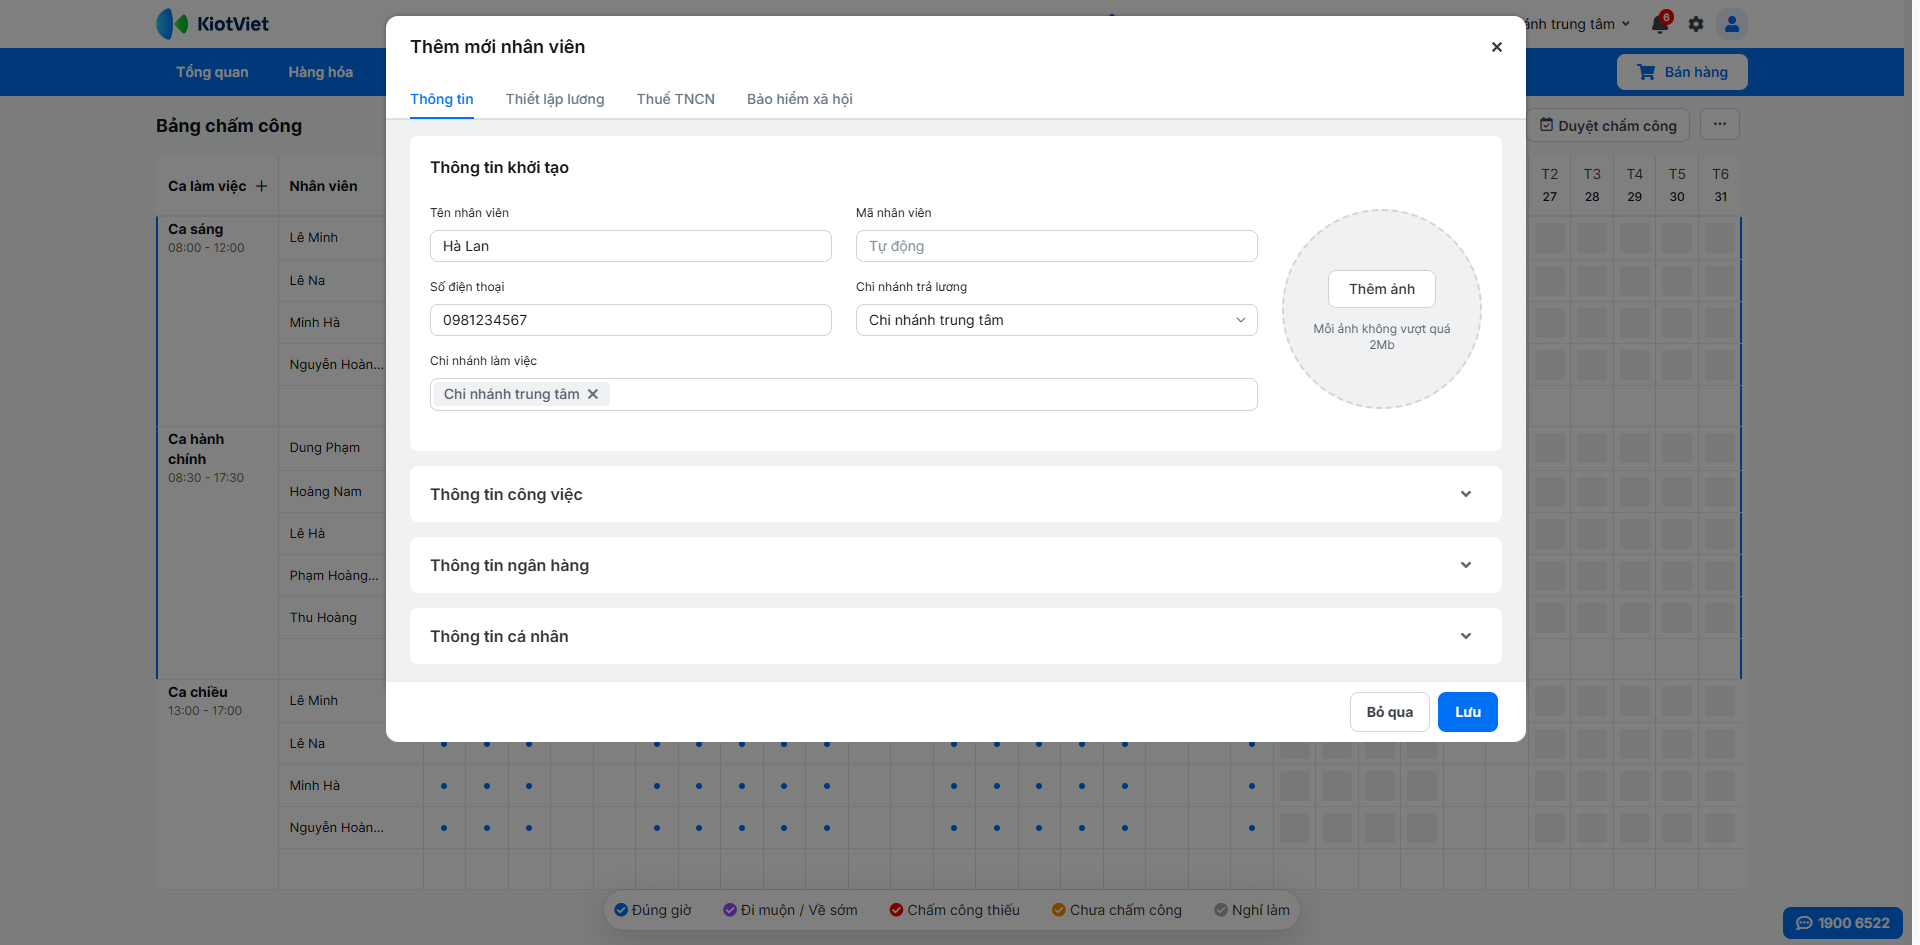 KiotViet
ánh trung tâm
6
Tổng quan
Hàng hóa
Bán hàng
Thêm mới nhân viên
Thông tin
Thiết lập lương
Thuế TNCN
Bảo hiểm xã hội
Bảng chấm công
Duyệt chấm công
Ca làm việc
Nhân viên
T2
T3
T4
T5
T6
27
28
29
30
31
Thông tin khởi tạo
Tên nhân viên
Hà Lan
Mã nhân viên
Tự động
Số điện thoại
0981234567
Chi nhánh trả lương
Chi nhánh trung tâm
Chi nhánh làm việc
Chi nhánh trung tâm
Thêm ảnh
Mỗi ảnh không vượt quá
2Mb
Thông tin công việc
Thông tin ngân hàng
Thông tin cá nhân
Bỏ qua
Lưu
Ca sáng
08:00 - 12:00
Lê Minh
Lê Na
Minh Hà
Nguyễn Hoàn...
Ca hành
chính
08:30 - 17:30
Dung Phạm
Hoàng Nam
Lê Hà
Phạm Hoàng...
Thu Hoàng
Ca chiều
13:00 - 17:00
Lê Minh
Lê Na
Minh Hà
Nguyễn Hoàn...
Đúng giờ
Đi muộn / Về sớm
Chấm công thiếu
Chưa chấm công
Nghỉ làm
1900 6522